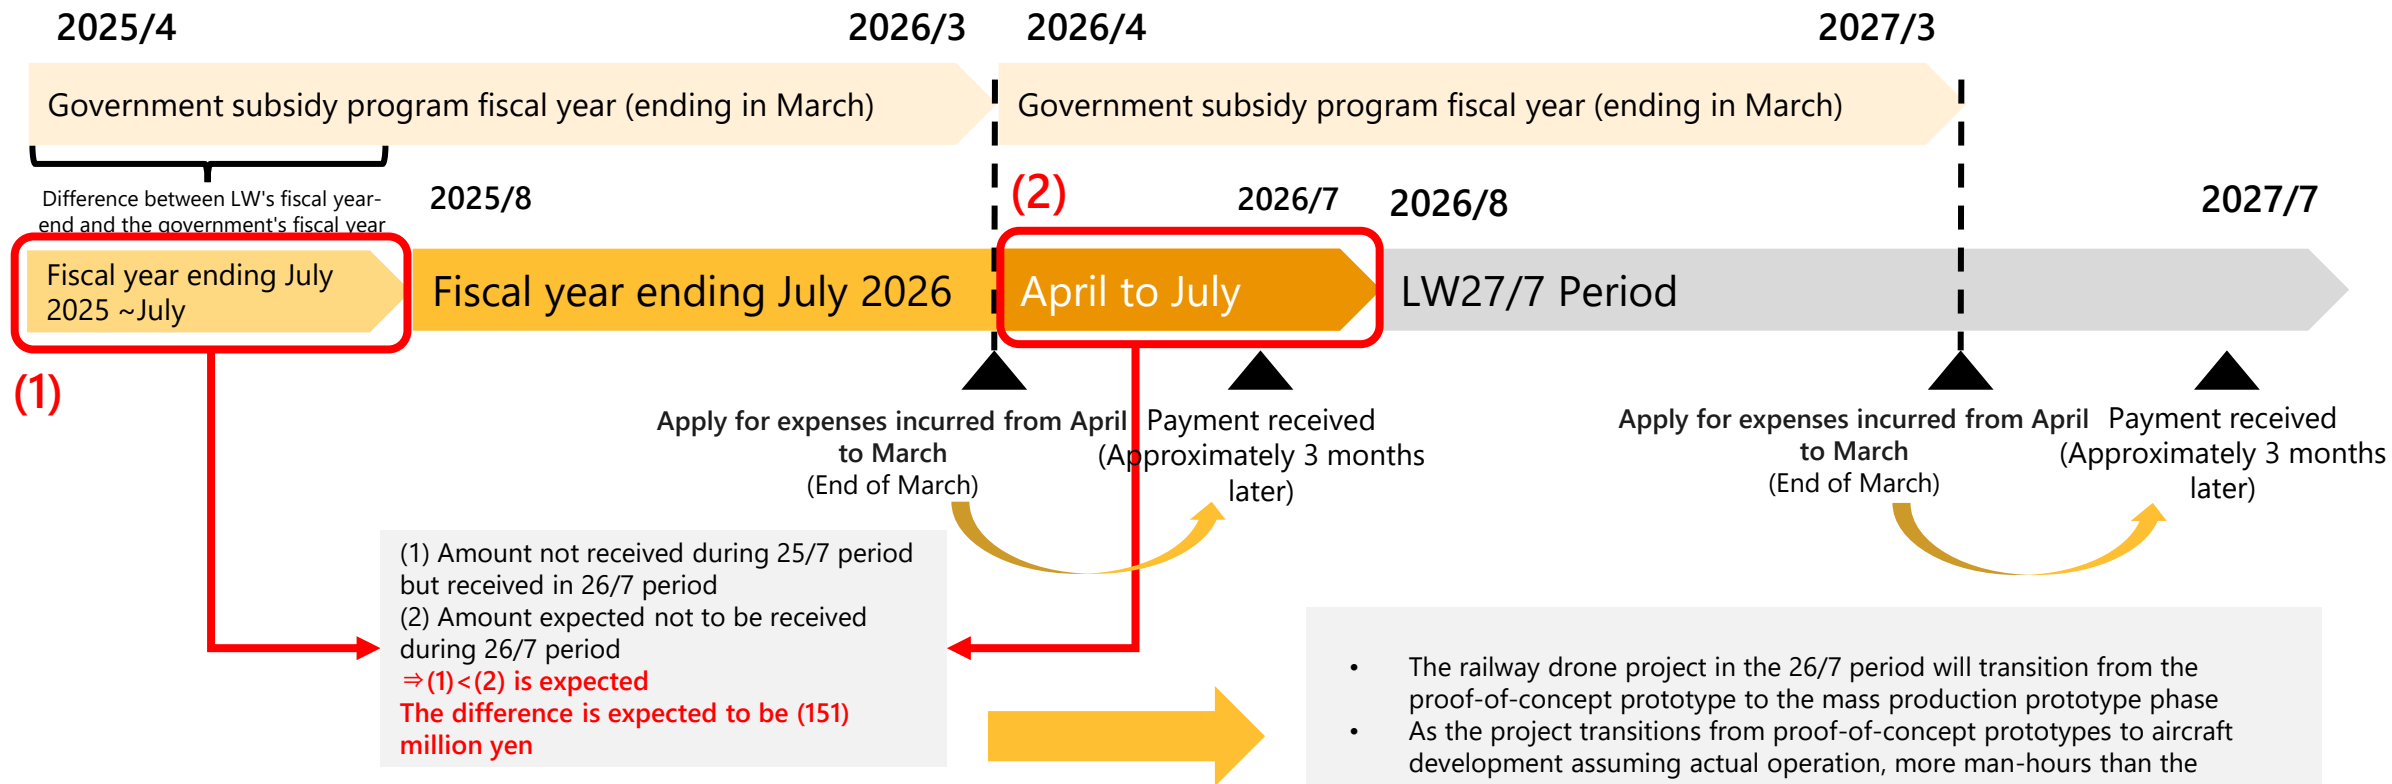 2025/4
2026/3
2026/4
2027/3
Government subsidy program fiscal year (ending in March)
Government subsidy program fiscal year (ending in March)
Difference between LW's fiscal year-
end and the government's fiscal year
2025/8
(2)
2026/7
2026/8
2027/7
Fiscal year ending July
2025 ~July
Fiscal year ending July 2026
April to July
LW27/7 Period
(1)
Apply for expenses incurred from April
to March
(End of March)
Payment received
(Approximately 3 months
later)
Apply for expenses incurred from April
to March
(End of March)
Payment received
(Approximately 3 months
later)
(1) Amount not received during 25/7 period
but received in 26/7 period
(2) Amount expected not to be received
during 26/7 period
⇒(1)<(2) is expected
The difference is expected to be (151)
million yen
• The railway drone project in the 26/7 period will transition from the
proof-of-concept prototype to the mass production prototype phase
• As the project transitions from proof-of-concept prototypes to aircraft
development assuming actual operation, more man-hours than the